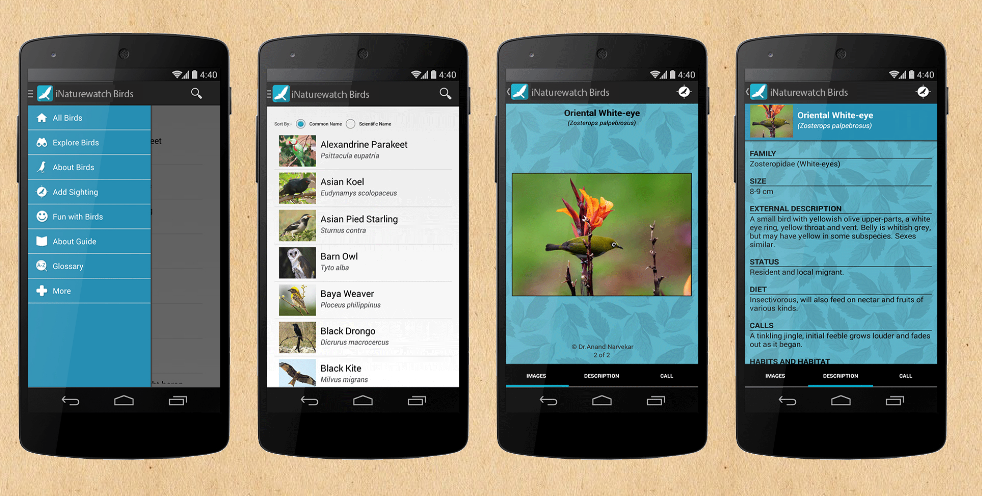 4:40
iNaturewatch Birds
All Birds
Explore Birds
About Birds
Add Sighting
Fun with Birds
About Guide
Glossary
More
4:40
iNaturewatch Birds
Sort By:- Common Name Scientific Name
Alexandrine Parakeet
Psittacula eupatria
Asian Koel
Eudynamys scolopaceus
Asian Pied Starling
Sturnus contra
Barn Owl
Tyto alba
Baya Weaver
Ploceus philippinus
Black Drongo
Dicrurus macrocercus
Black Kite
Milvus migrans
4:40
iNaturewatch Birds
Oriental White-eye
(Zosterops palpebrosus)
© Dr.Anand Narvekar
2 of 2
IMAGES DESCRIPTION CALL
4:40
iNaturewatch Birds
Oriental White-eye
(Zosterops palpebrosus)
FAMILY
Zosteropidae (White-eyes)
SIZE
8-9 cm
EXTERNAL DESCRIPTION
A small bird with yellowish olive upper-parts, a white
eye ring, yellow throat and vent. Belly is whitish grey,
but may have yellow in some subspecies. Sexes
similar.
STATUS
Resident and local migrant.
DIET
Insectivorous, will also feed on nectar and fruits of
various kinds.
CALLS
A tinkling jingle, initial feeble grows louder and fades
out as it began.
HABITS AND HABITAT
IMAGES DESCRIPTION CALL